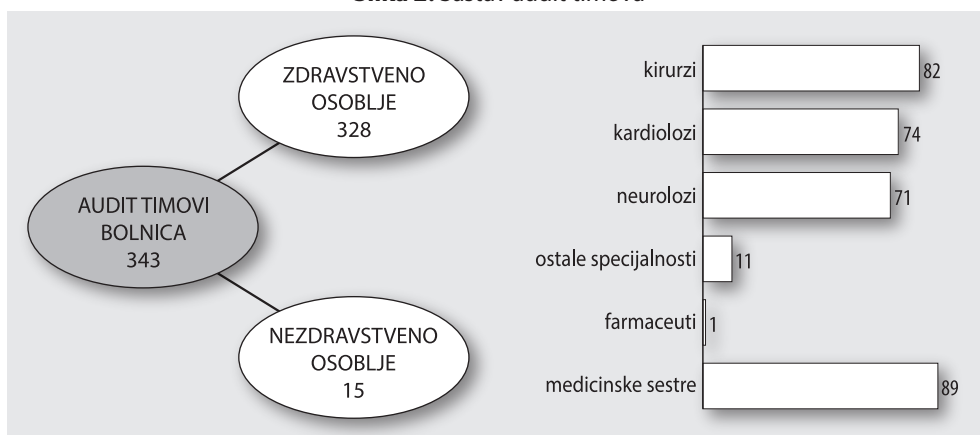 ZDRAVSTVENO
OSOBLJE
328
AUDIT TIMOVI
BOLNICA
343
NEZDRAVSTVENO
OSOBLJE
15
kirurzi 82
kardiolozi 74
neurolozi 71
ostale specijalnosti 11
farmaceuti 1
medicinske sestre 89